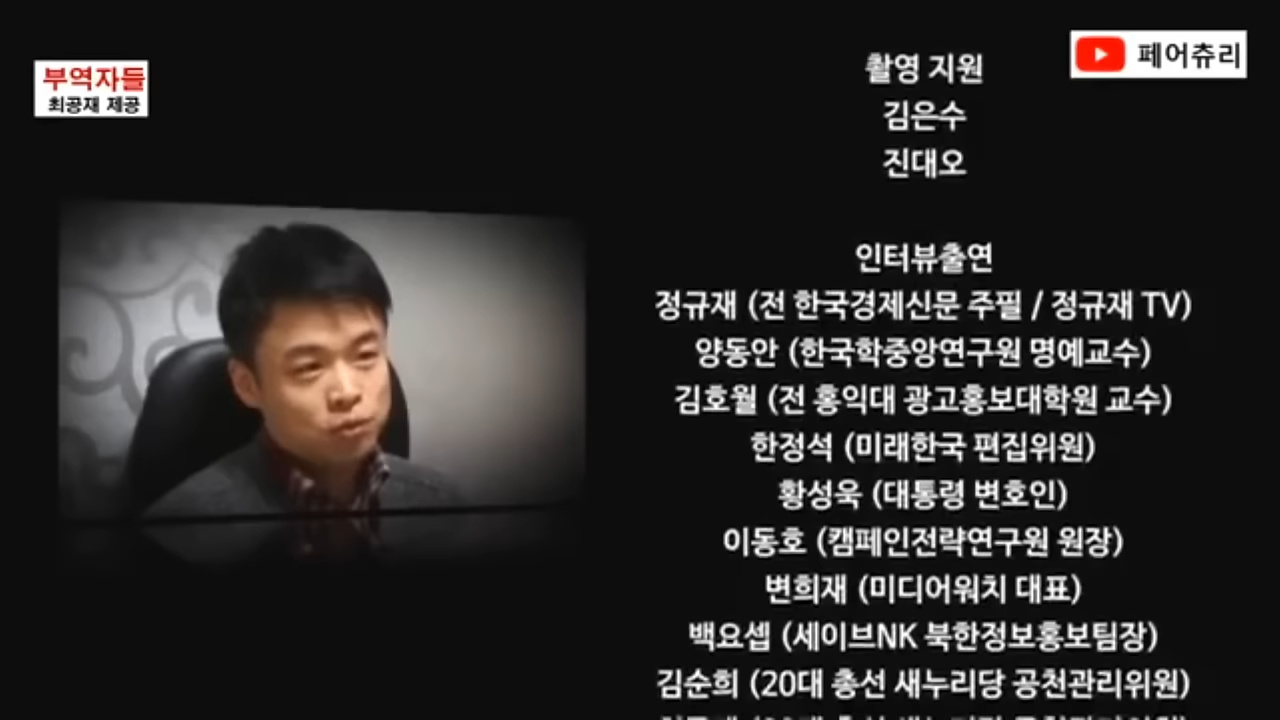 부역자들
최공재 제공
페어츄리
촬영 지원
김은수
진대오
인터뷰출연
정규재 (전 한국경제신문 주필 / 정규재 TV)
양동안 (한국학중앙연구원 명예교수)
김호월 (전 홍익대 광고홍보대학원 교수)
한정석 (미래한국 편집위원)
황성욱 (대통령 변호인)
이동호 (캠페인전략연구원 원장)
변희재 (미디어워치 대표)
백요셉 (세이브NK 북한정보홍보팀장)
김순희 (20대 총선 새누리당 공천관리위원)